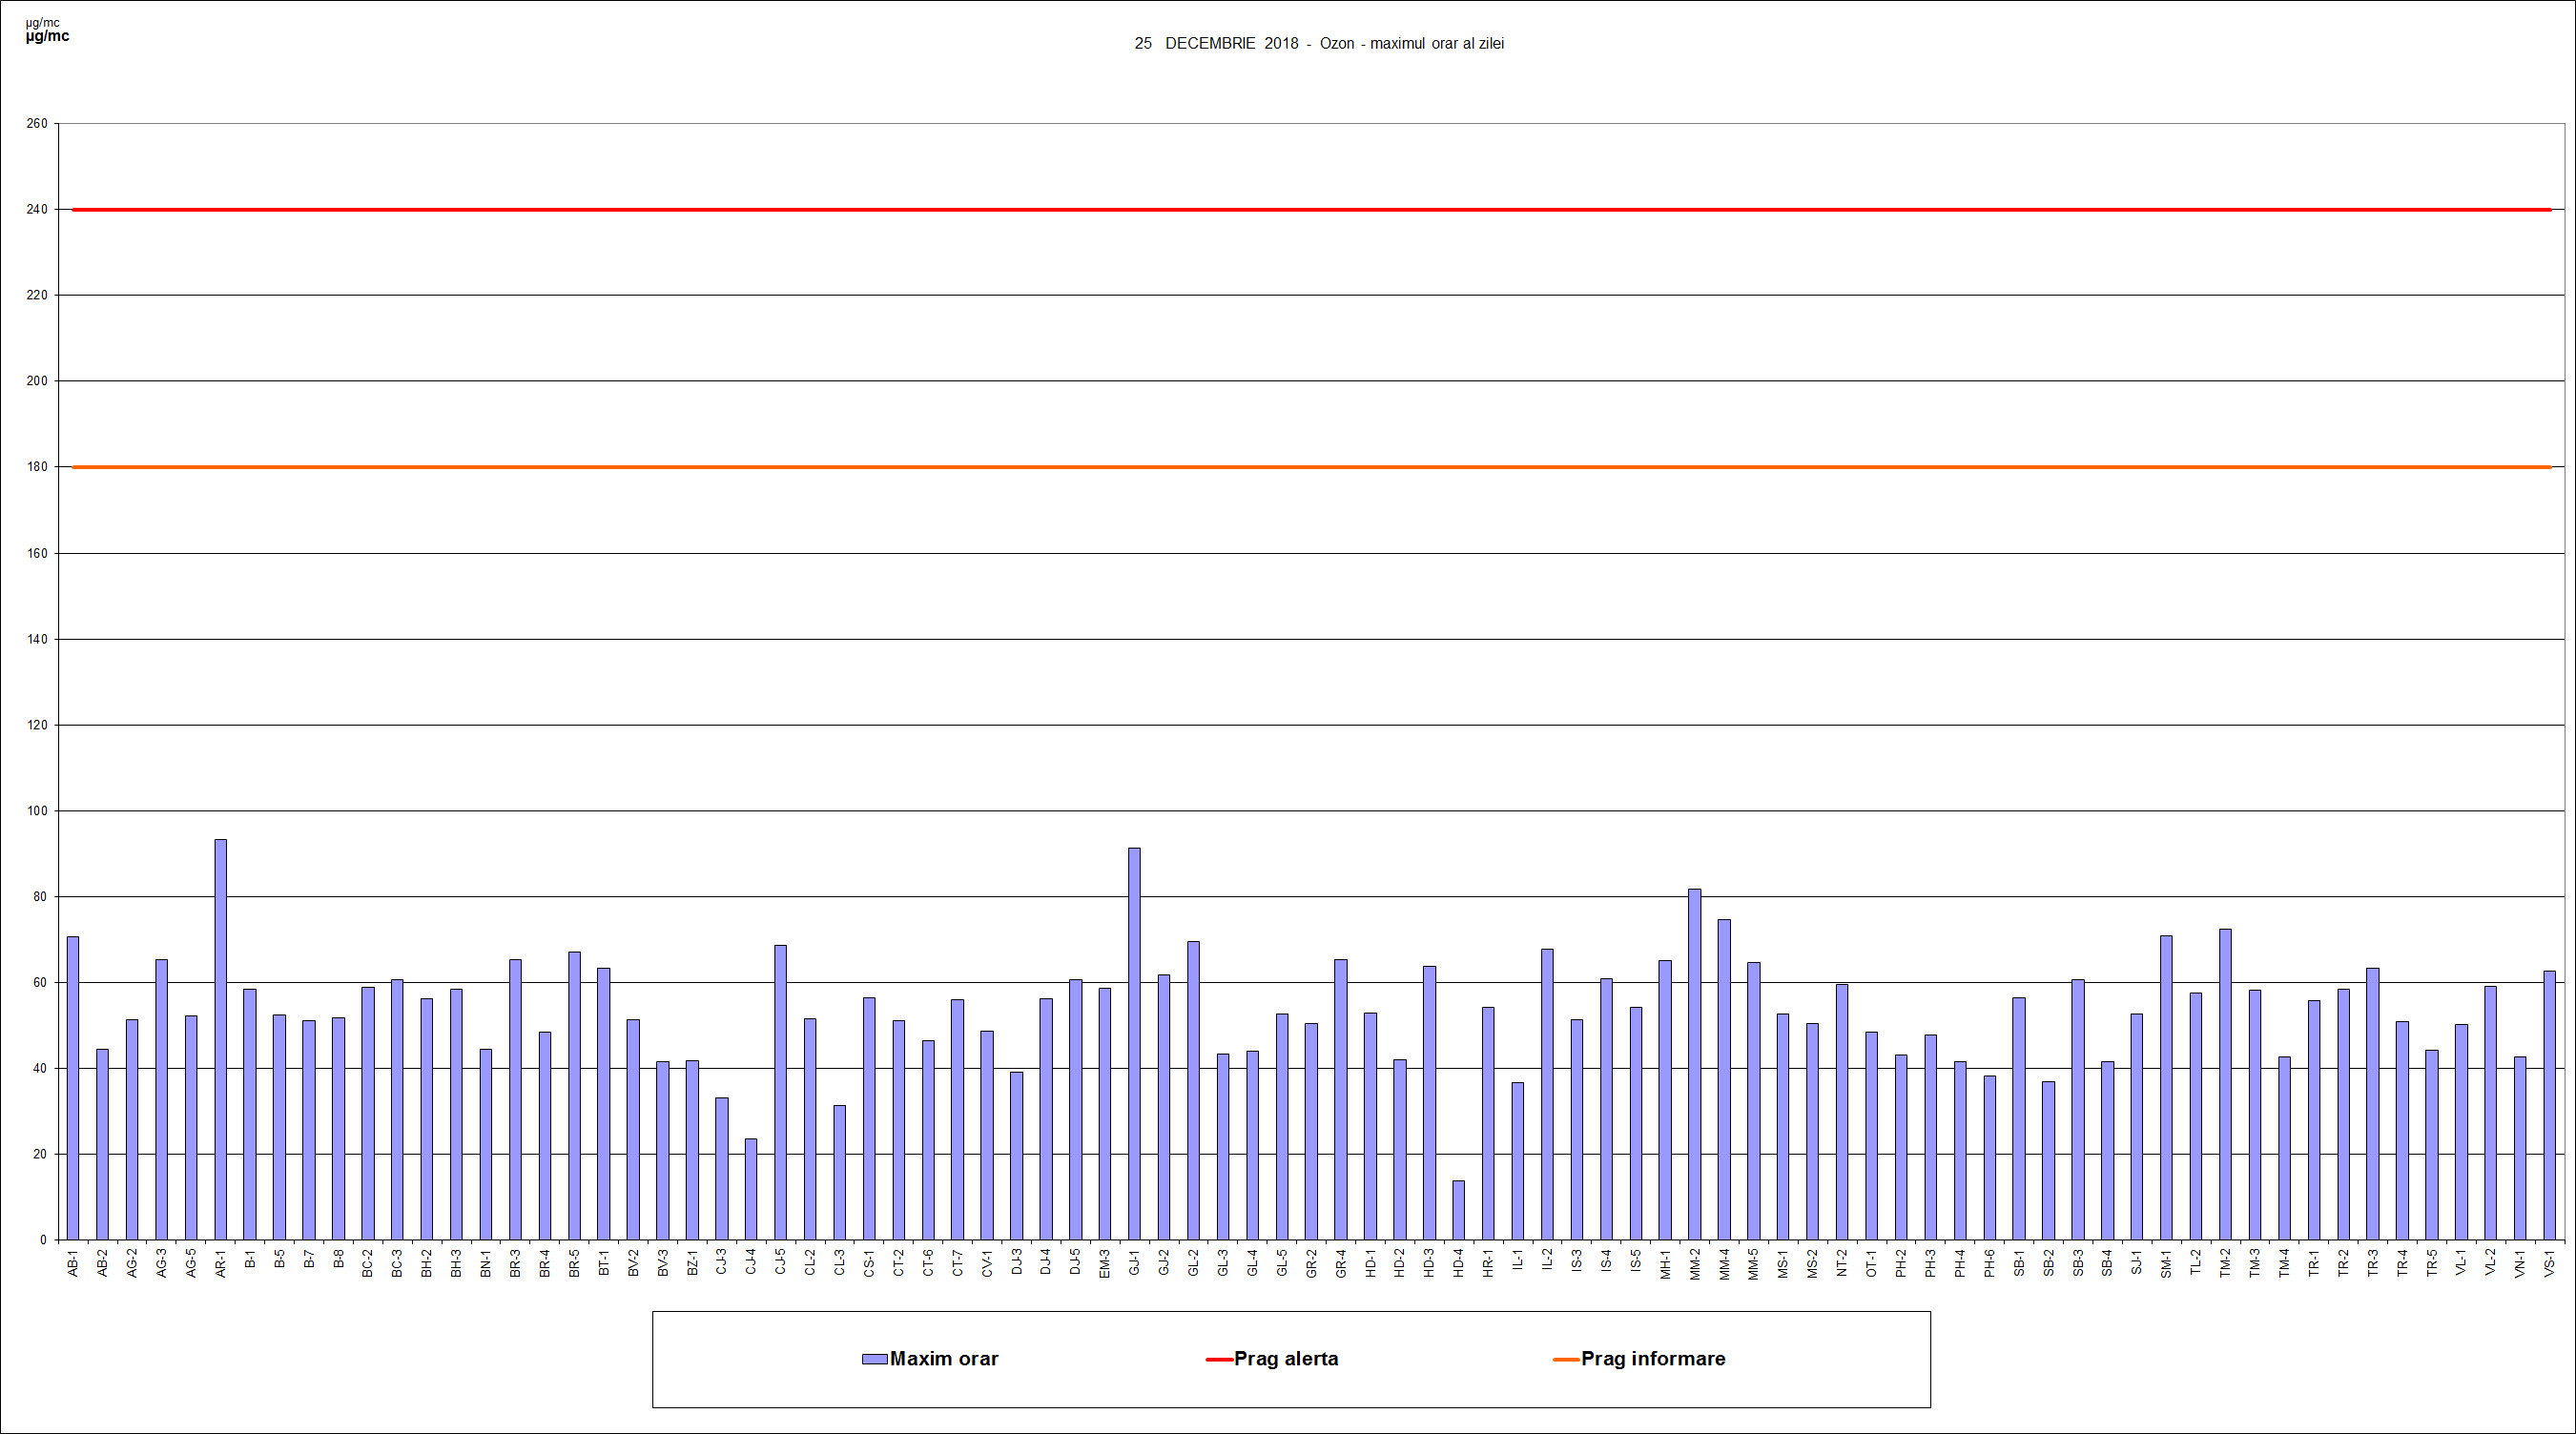 µg/mc
µg/mc
25 DECEMBRIE 2018 - Ozon - maximul orar al zilei
260
240
220
200
180
160
140
120
100
80
60
40
20
0
AB-1 AB-2 AG-2 AG-3 AG-5 AR-1 B-1 B-5 B-7 B-8 BC-2 BC-3 BH-2 BH-3 BN-1 BR-3 BR-4 BR-5 BT-1 BV-2 BV-3 BZ-1 CJ-3 CJ-4 CJ-5 CL-2 CL-3 CS-1 CT-2 CT-6 CT-7 CV-1 DJ-3 DJ-4 DJ-5 EM-3 GJ-1 GJ-2 GL-2 GL-3 GL-4 GL-5 GR-2 GR-4 HD-1 HD-2 HD-3 HD-4 HR-1 IL-1 IL-2 IS-3 IS-4 IS-5 MH-1 MM-2 MM-4 MM-5 MS-1 MS-2 NT-2 OT-1 PH-2 PH-3 PH-4 PH-6 SB-1 SB-2 SB-3 SB-4 SJ-1 SM-1 TL-2 TM-2 TM-3 TM-4 TR-1 TR-2 TR-3 TR-4 TR-5 VL-1 VL-2 VN-1 VS-1
Maxim orar Prag alerta Prag informare